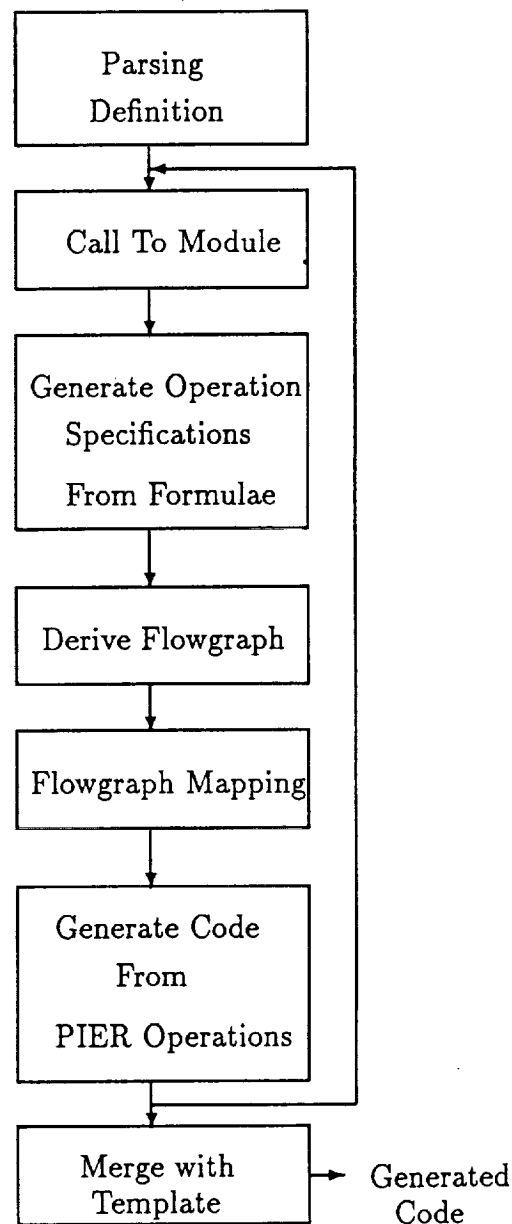 Parsing
Definition
Call To Module
Generate Operation
Specifications
From Formulae
Derive Flowgraph
Flowgraph Mapping
Generate Code
From
PIER Operations
Merge with
Template
Generated
Code